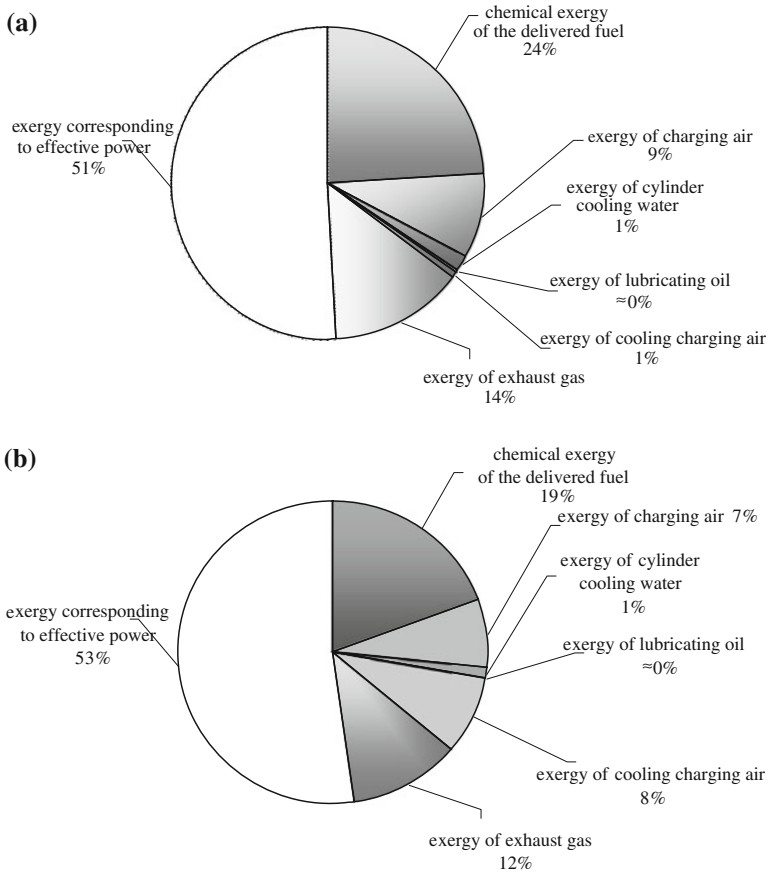 (a)
chemical exergy
of the delivered fuel
24%
exergy corresponding
to effective power
51%
exergy of charging air
9%
exergy of cylinder
cooling water
1%
exergy of lubricating oil
≈0%
exergy of cooling charging air
1%
exergy of exhaust gas
14%
(b)
chemical exergy
of the delivered fuel
19%
exergy of charging air 7%
exergy of cylinder
cooling water
1%
exergy corresponding
to effective power
53%
exergy of lubricating oil
≈0%
exergy of cooling charging air
8%
exergy of exhaust gas
12%